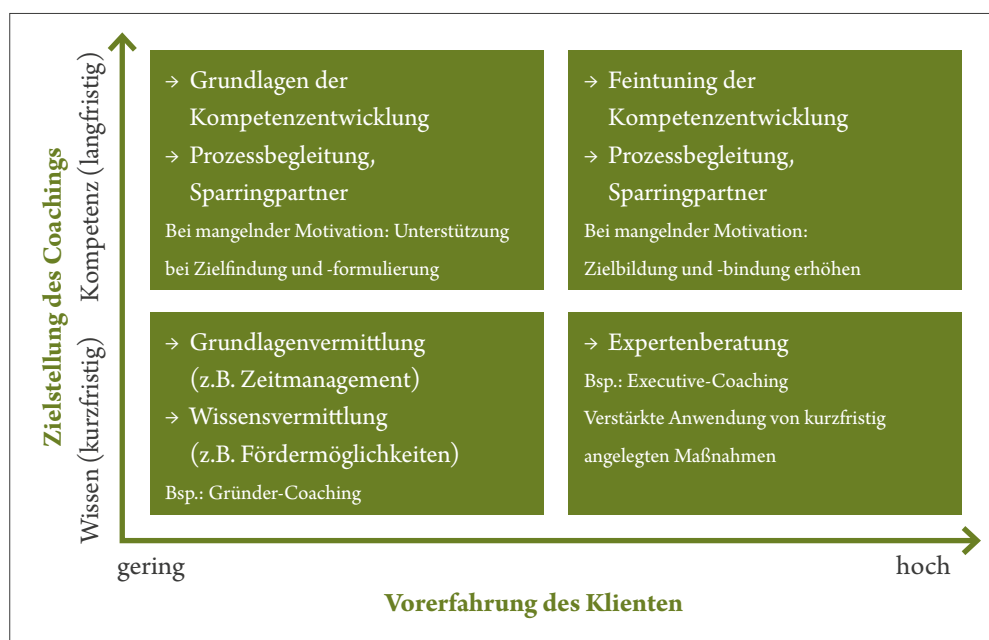 Zielstellung des Coachings
Kompetenz (langfristig)
Wissen (kurzfristig)
→ Grundlagen der
Kompetenzentwicklung
→ Prozessbegleitung,
Sparringpartner
Bei mangelnder Motivation: Unterstützung
bei Zielfindung und -formulierung
→ Feintuning der
Kompetenzentwicklung
→ Prozessbegleitung,
Sparringpartner
Bei mangelnder Motivation:
Zielbildung und -bindung erhöhen
→ Grundlagenvermittlung
(z.B. Zeitmanagement)
→ Wissensvermittlung
(z.B. Fördermöglichkeiten)
Bsp.: Gründer-Coaching
→ Expertenberatung
Bsp.: Executive-Coaching
Verstärkte Anwendung von kurzfristig
angelegten Maßnahmen
gering
hoch
Vorerfahrung des Klienten